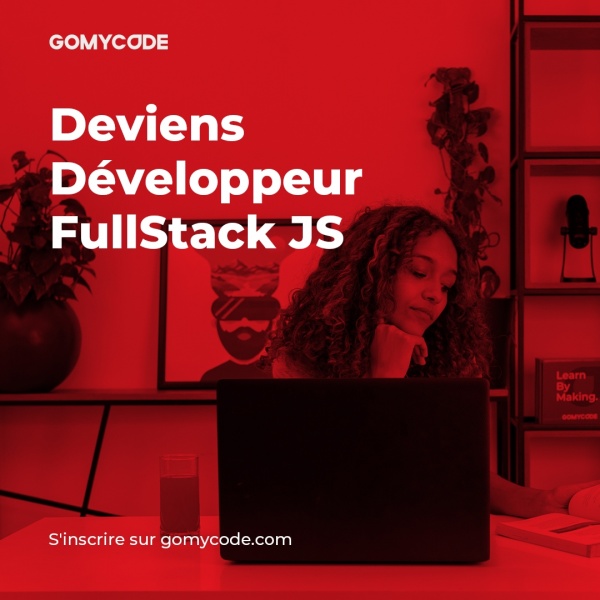 GOMYCODE
Deviens
Développeur
FullStack JS
Learn
By
Making.
GOMYCODE
S'inscrire sur gomycode.com